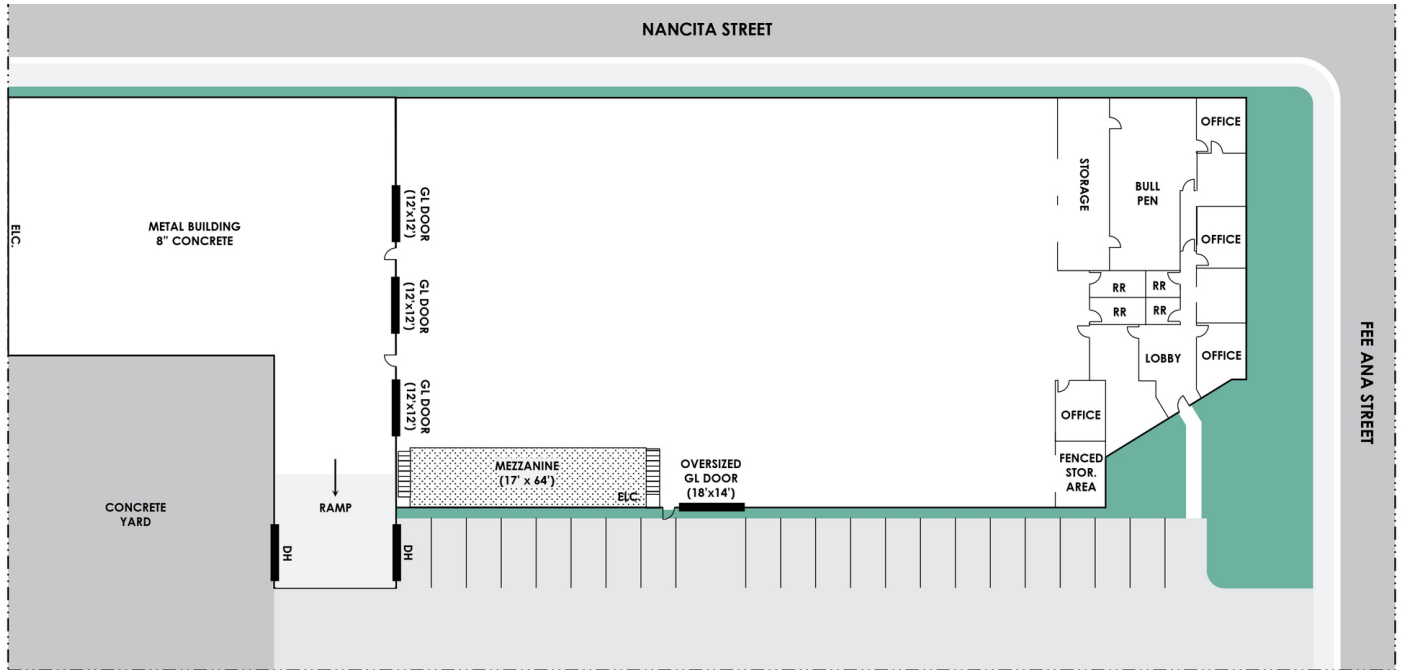 NANCITA STREET
OFFICE
STORAGE
BULL
PEN
METAL BUILDING
8" CONCRETE
ELC.
GL DOOR
(12'x12')
OFFICE
GL DOOR
(12'x12')
RR
RR
RR
RR
LOBBY
OFFICE
FEE ANA STREET
GL DOOR
(12'x12')
OFFICE
MEZZANINE
(17' x 64')
ELC.
OVERSIZED
GL DOOR
(18'x14')
FENCED
STOR.
AREA
CONCRETE
YARD
RAMP
DH
DH